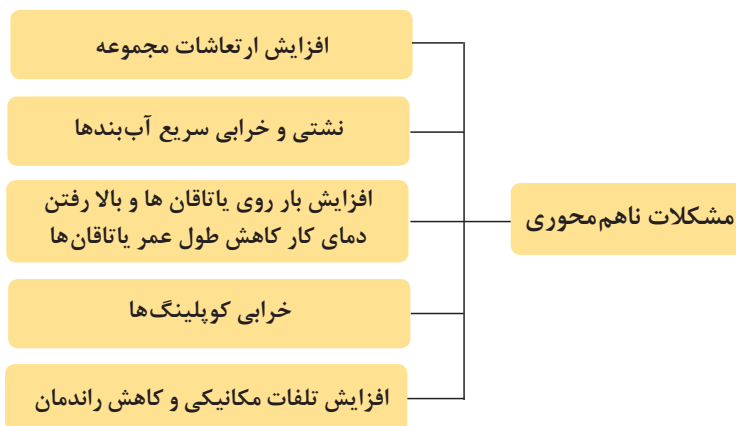 مشکلات ناهم‌محوری
افزایش ارتعاشات مجموعه
نشتی و خرابی سریع آب‌بندها
افزایش بار روی یاتاقان ها و بالا رفتن
دمای کار کاهش طول عمر یاتاقان‌ها
خرابی کوپلینگ‌ها
افزایش تلفات مکانیکی و کاهش راندمان